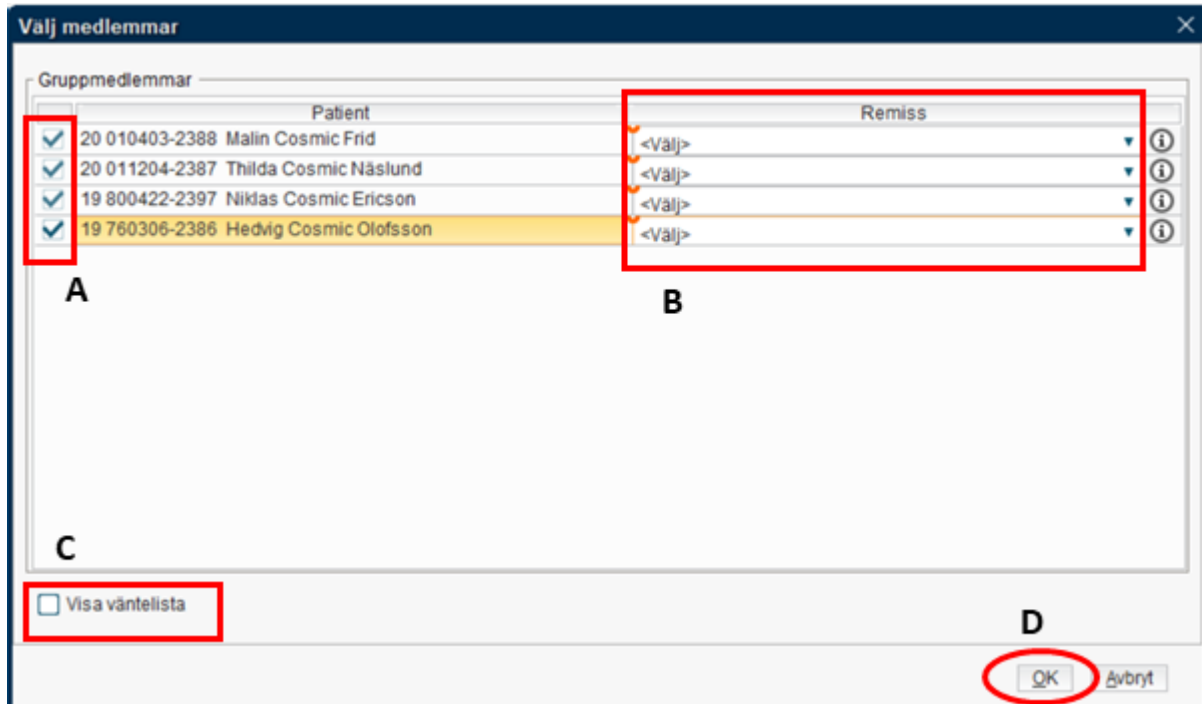 Välj medlemmar
Gruppmedlemmar
Patient Remiss
20 010403-2388 Malin Cosmic Frid <Välj>
20 011204-2387 Thilda Cosmic Näslund <Välj>
19 800422-2397 Niklas Cosmic Ericson <Välj>
19 760306-2386 Hedvig Cosmic Olofsson <Välj>
A B
C
Visa väntelista
D
OK Avbryt